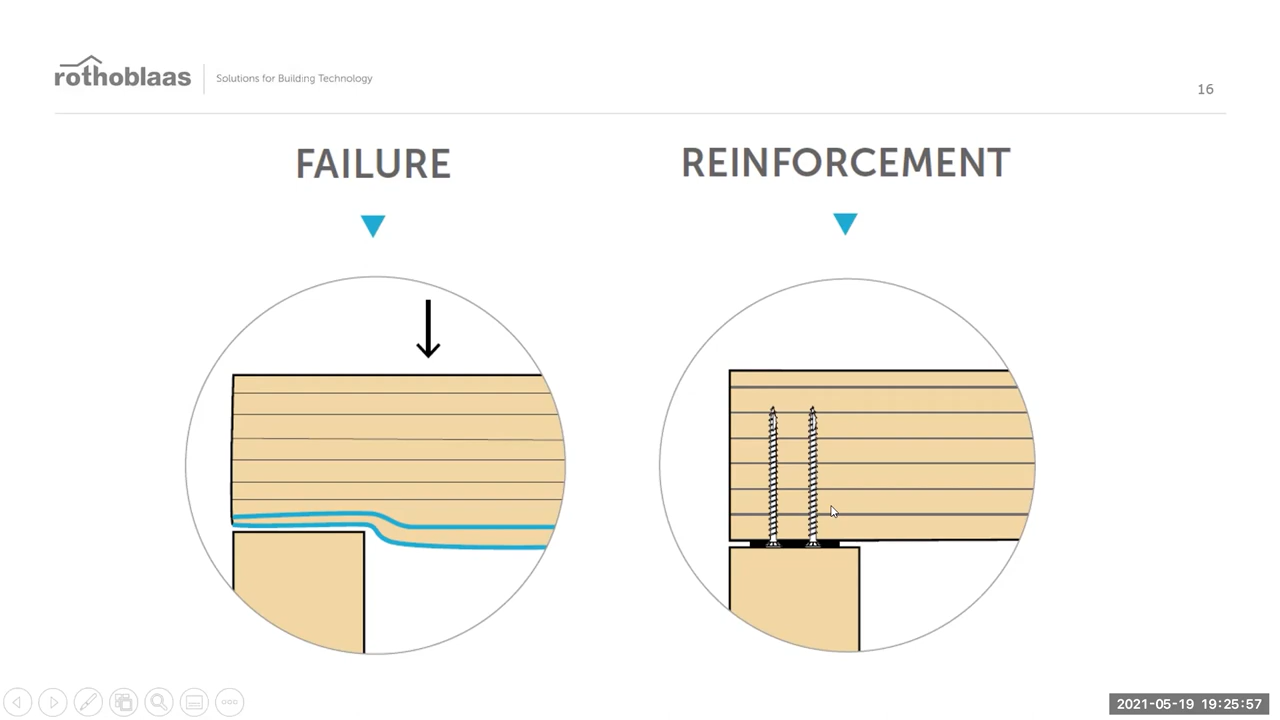 rothoblaas
Solutions for Building Technology
16
FAILURE
REINFORCEMENT
2021-05-19 19:25:57